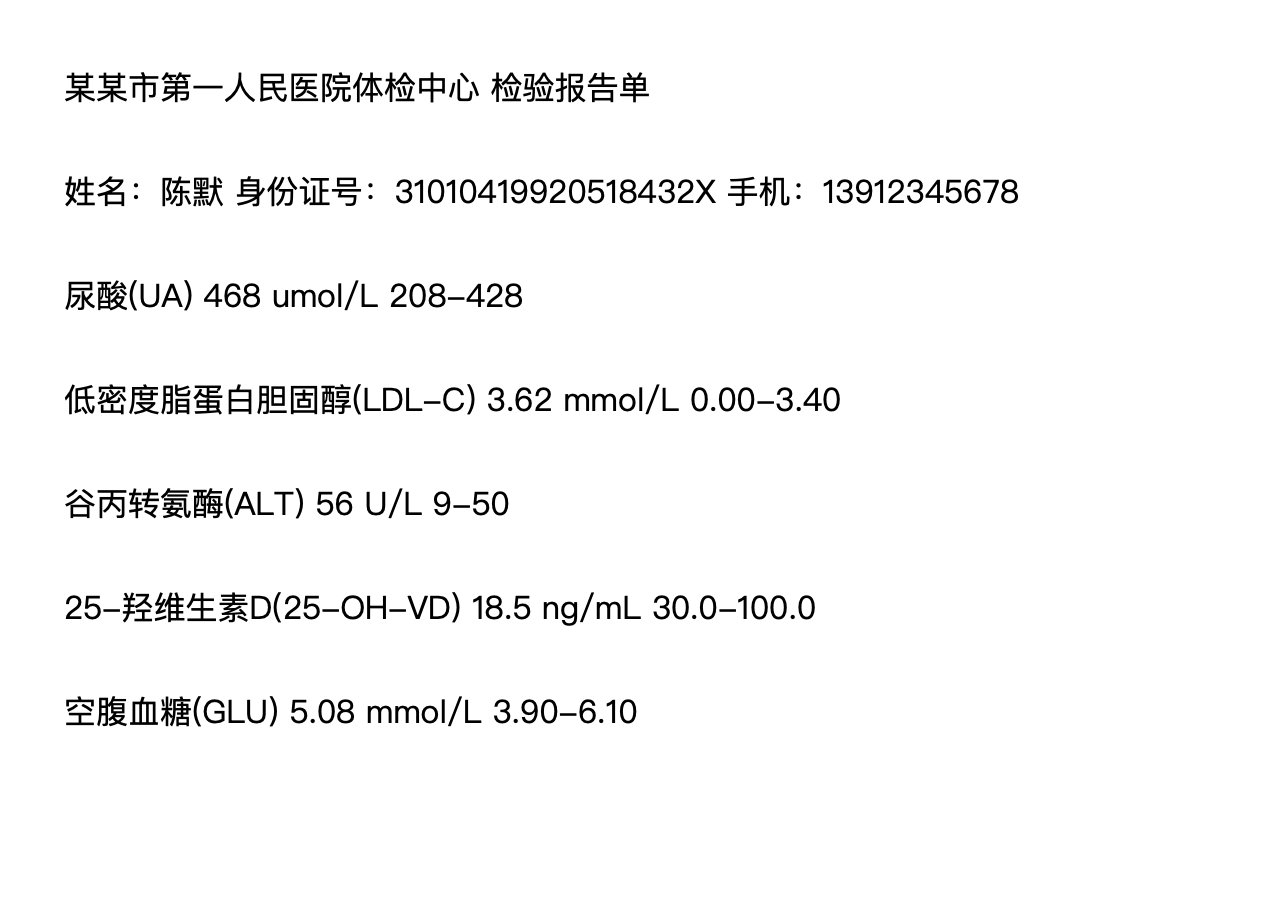 某某市第一人民医院体检中心 检验报告单
姓名：陈默 身份证号：31010419920518432X 手机：13912345678
尿酸(UA) 468 umol/L 208–428
低密度脂蛋白胆固醇(LDL–C) 3.62 mmol/L 0.00–3.40
谷丙转氨酶(ALT) 56 U/L 9–50
25–羟维生素D(25–OH–VD) 18.5 ng/mL 30.0–100.0
空腹血糖(GLU) 5.08 mmol/L 3.90–6.10